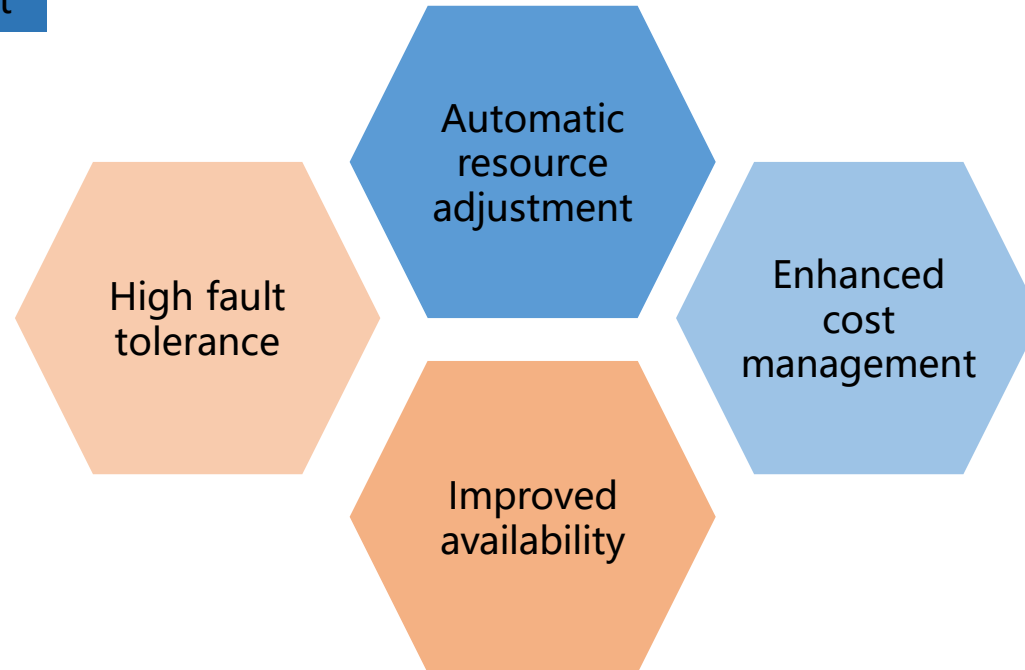 Automatic
resource
adjustment
High fault
tolerance
Enhanced
cost
management
Improved
availability